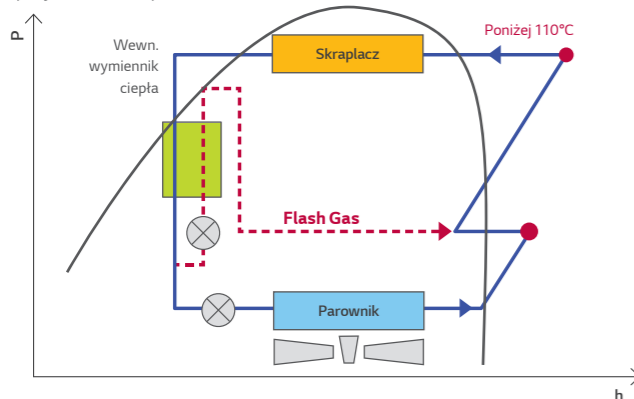 P
Wewn.
wymiennik
ciepła
Skraplacz
Poniżej 110°C
Flash Gas
Parownik
h